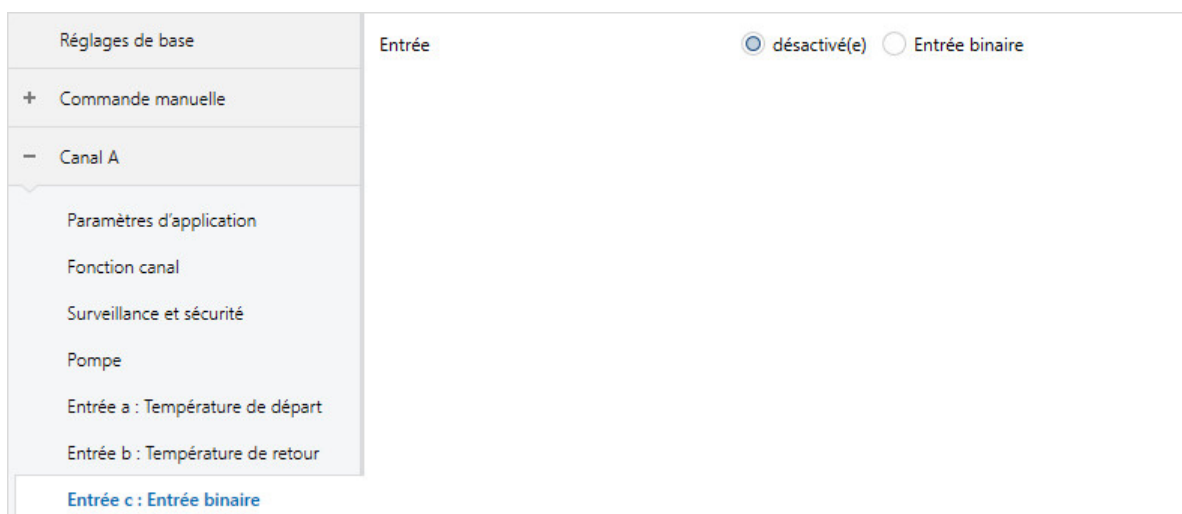 Réglages de base
Entrée désactivé(e) Entrée binaire
+ Commande manuelle
− Canal A
Paramètres d’application
Fonction canal
Surveillance et sécurité
Pompe
Entrée a : Température de départ
Entrée b : Température de retour
Entrée c : Entrée binaire